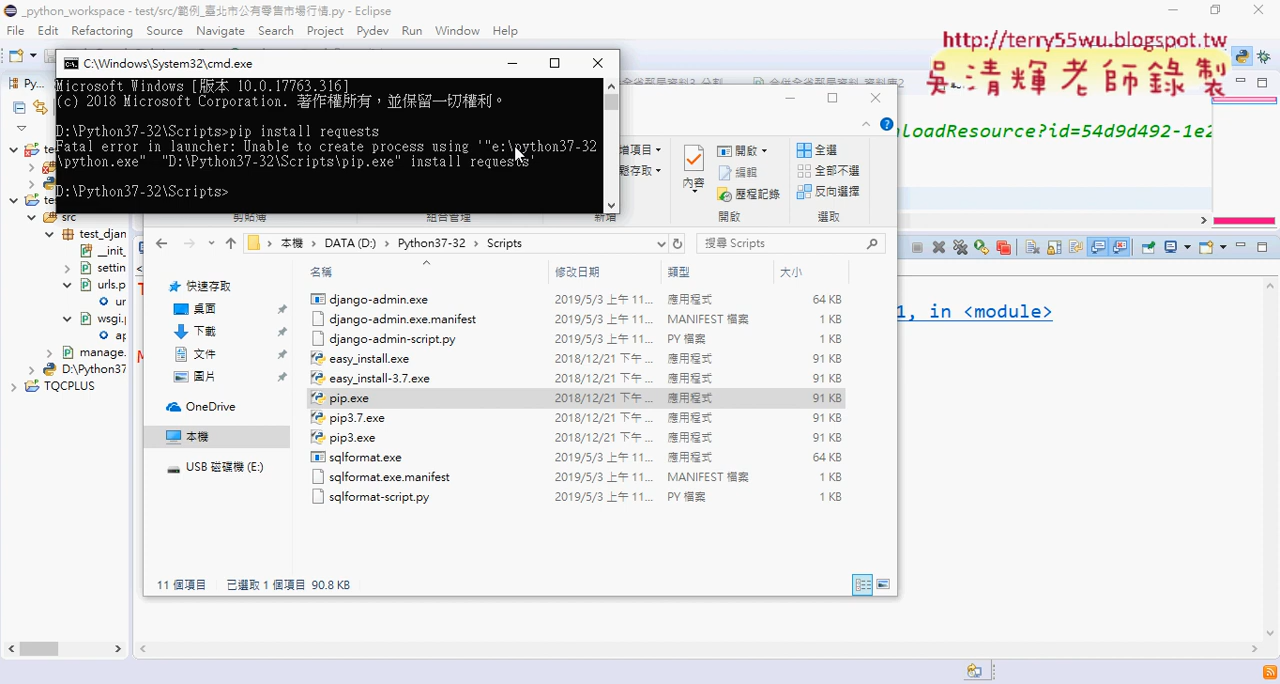 _python_workspace - test/src/範例_臺北市公有零售市場行情.py - Eclipse
File Edit Refactoring Source Navigate Search Project Pydev Run Window Help
http://terry55wu.blogspot.tw
吳清輝老師錄製
C:\Windows\System32\cmd.exe
Microsoft Windows [版本 10.0.17763.316]
(c) 2018 Microsoft Corporation. 著作權所有，並保留一切權利。
D:\Python37-32\Scripts>pip install requests
Fatal error in launcher: Unable to create process using '"e:\python37-32
\python.exe" "D:\Python37-32\Scripts\pip.exe" install requests'
D:\Python37-32\Scripts>
nLoadResource?id=54d9d492-1e2
增項目
鬆存取
內容
開啟
編輯
歷程記錄
開啟
全選
全部不選
反向選擇
選取
本機 DATA (D:) Python37-32 Scripts
搜尋 Scripts
名稱 修改日期 類型 大小
django-admin.exe 2019/5/3 上午 11... 應用程式 64 KB
django-admin.exe.manifest 2019/5/3 上午 11... MANIFEST 檔案 1 KB
django-admin-script.py 2019/5/3 上午 11... PY 檔案 1 KB
easy_install.exe 2018/12/21 下午 ... 應用程式 91 KB
easy_install-3.7.exe 2018/12/21 下午 ... 應用程式 91 KB
pip.exe 2018/12/21 下午 ... 應用程式 91 KB
pip3.7.exe 2018/12/21 下午 ... 應用程式 91 KB
pip3.exe 2018/12/21 下午 ... 應用程式 91 KB
sqlformat.exe 2019/5/3 上午 11... 應用程式 64 KB
sqlformat.exe.manifest 2019/5/3 上午 11... MANIFEST 檔案 1 KB
sqlformat-script.py 2019/5/3 上午 11... PY 檔案 1 KB
快速存取
桌面
下載
文件
圖片
OneDrive
本機
USB 磁碟機 (E:)
11 個項目 已選取 1 個項目 90.8 KB
Py...
src
test_djan
__init_
settin
urls.p
ur
wsgi.
ap
manage.
D:\Python37
TQCPLUS
1, in <module>